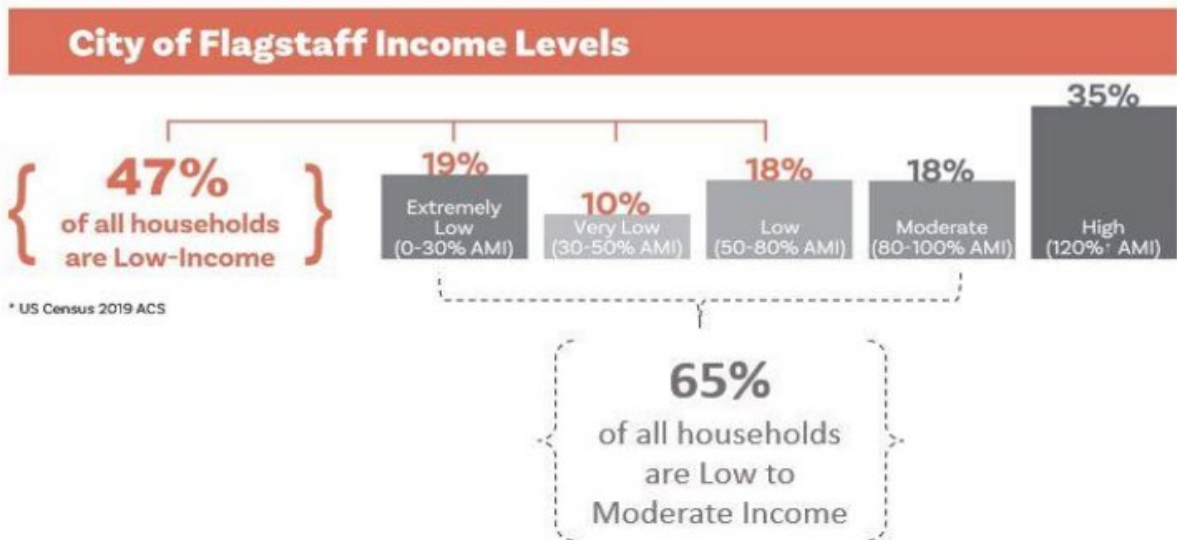 City of Flagstaff Income Levels
47%
of all households
are Low-Income
* US Census 2019 ACS
19%
Extremely
Low
(0-30% AMI)
10%
Very Low
(30-50% AMI)
18%
Low
(50-80% AMI)
18%
Moderate
(80-100% AMI)
35%
High
(120%↑ AMI)
65%
of all households
are Low to
Moderate Income